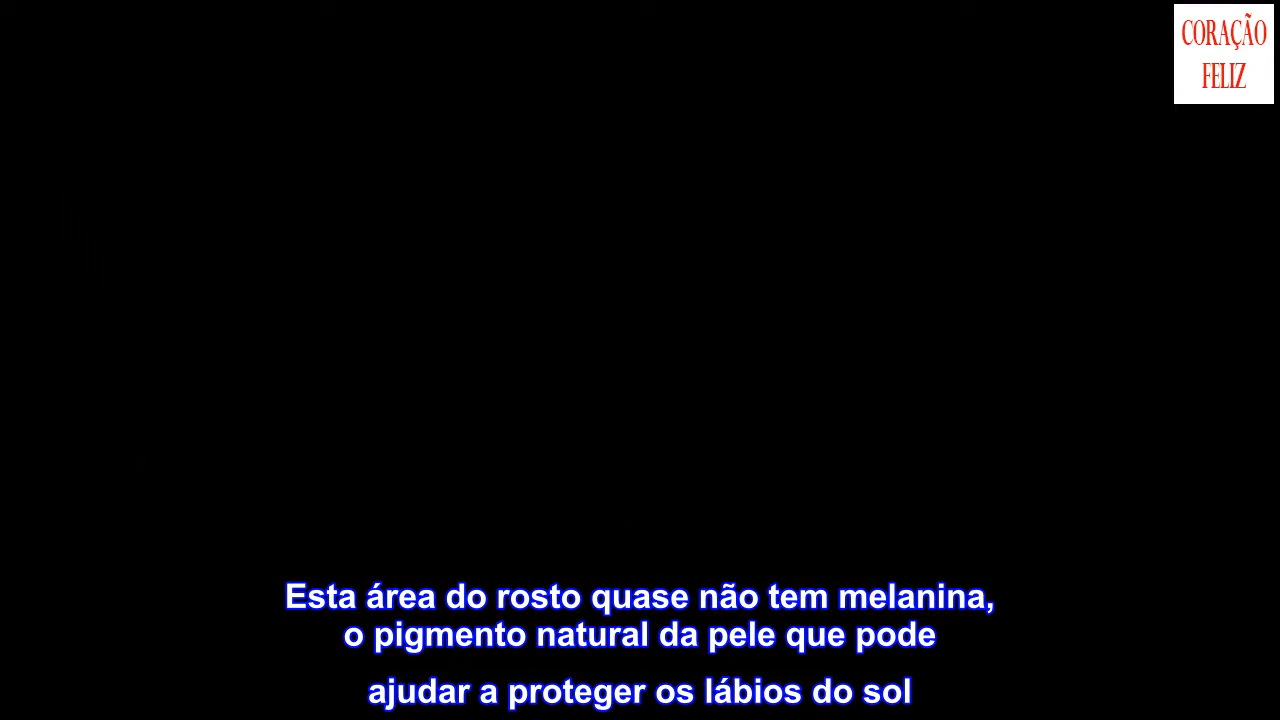 CORAÇÃO
FELIZ
Esta área do rosto quase não tem melanina,
o pigmento natural da pele que pode
ajudar a proteger os lábios do sol